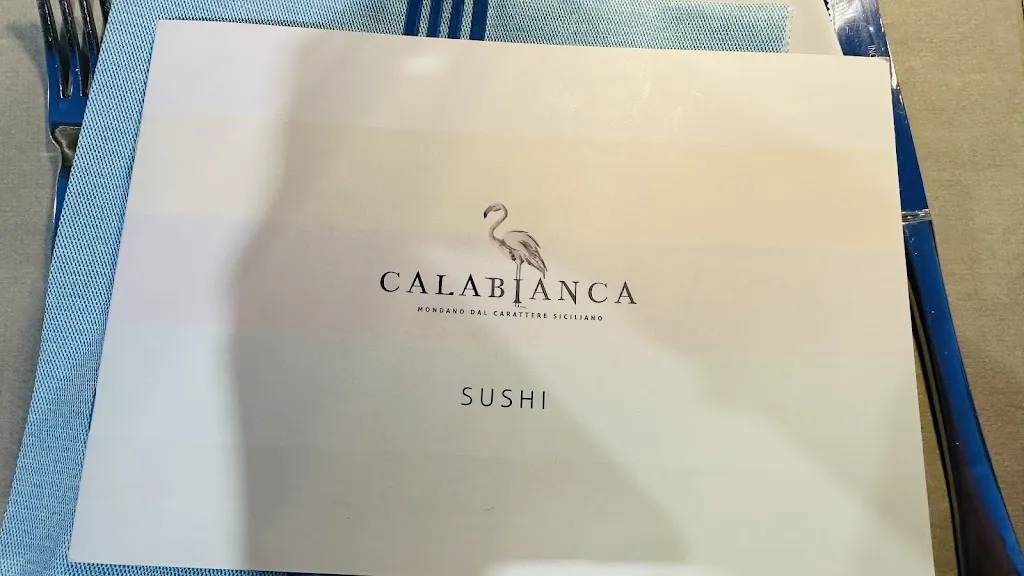 CALABIANCA
MONDANO DAL CARATTERE SICILIANO
SUSHI